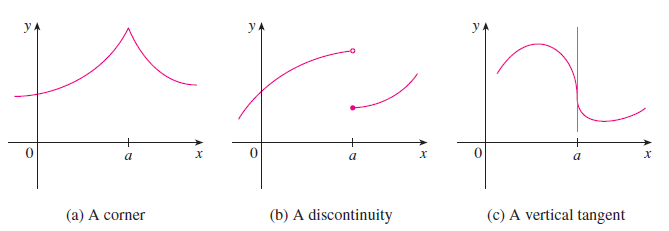 y
0
a
x
(a) A corner
y
0
a
x
(b) A discontinuity
y
0
a
x
(c) A vertical tangent